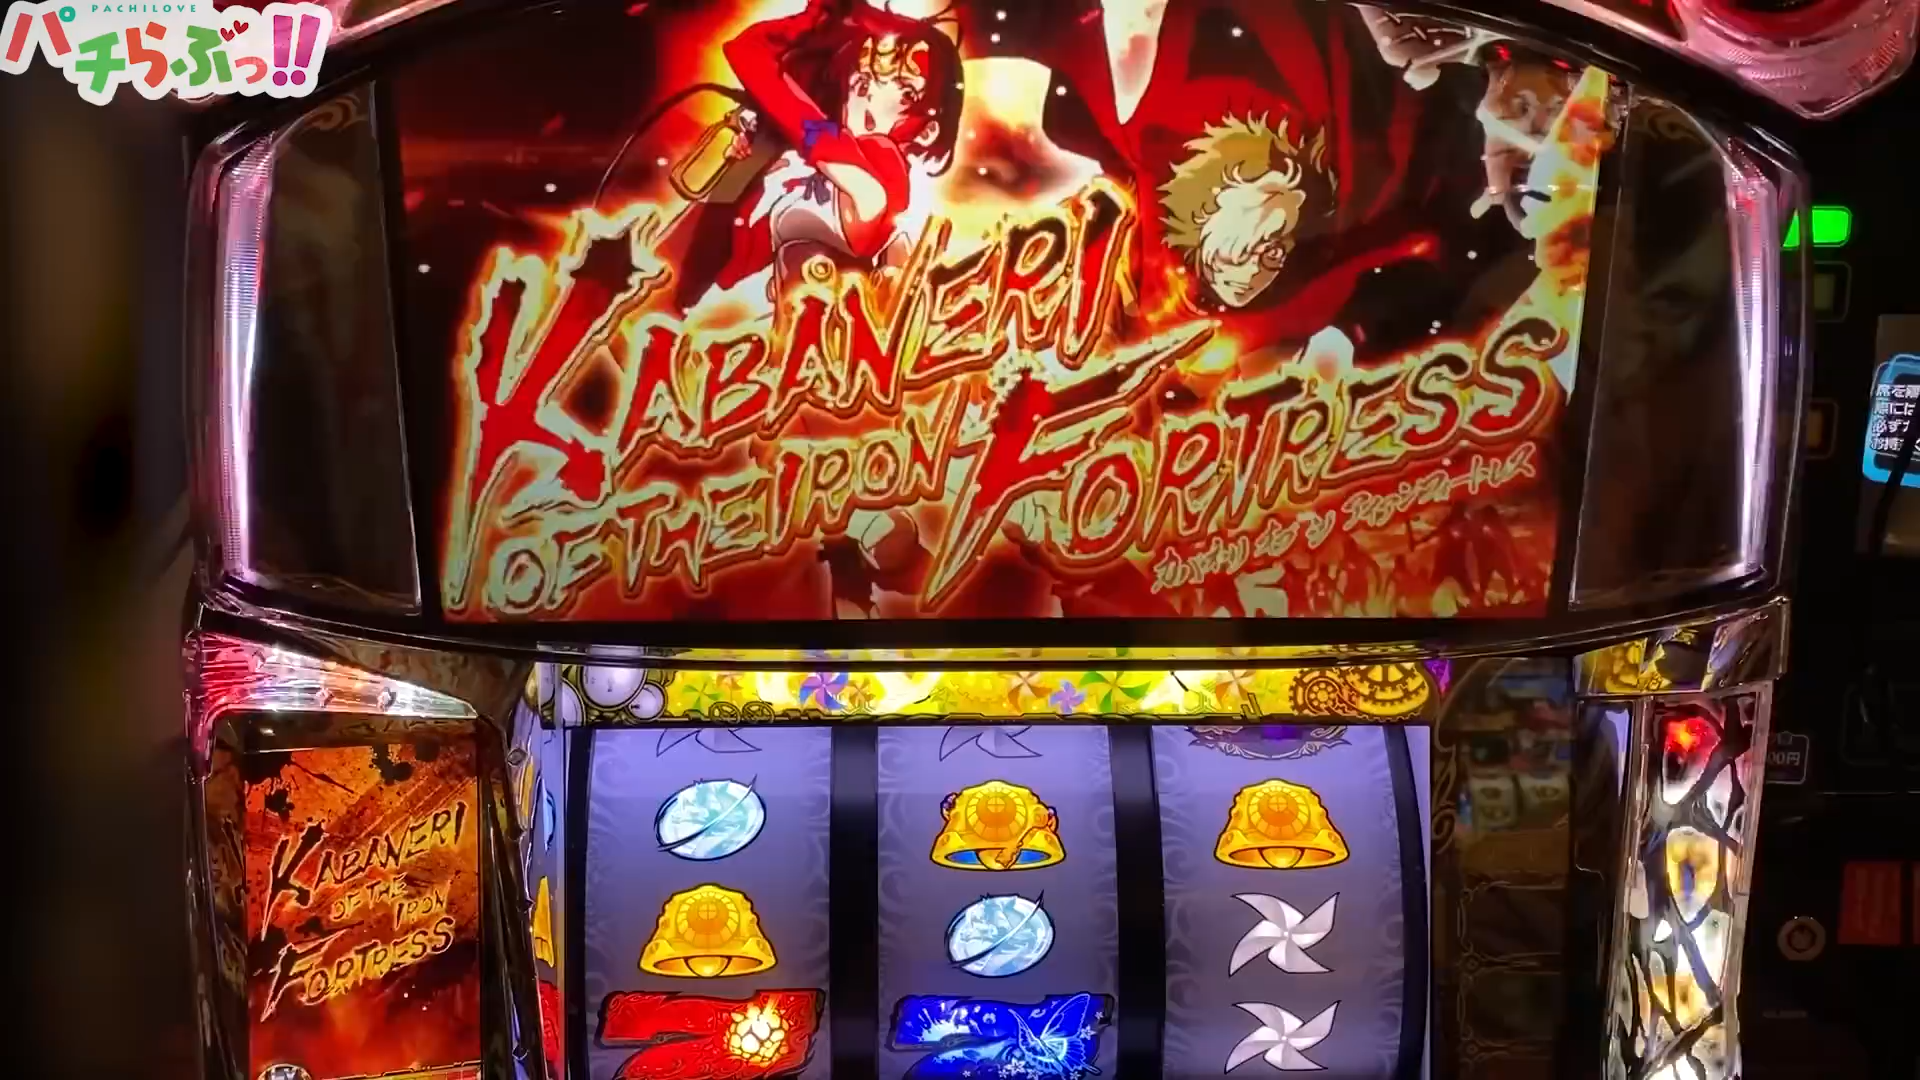 PACHILOVE
パチらぶっ!!
KABANERI
OF THE IRON FORTRESS
カバネリ オブ ジ アイアンフォートレス
KABANERI
OF THE
IRON
FORTRESS